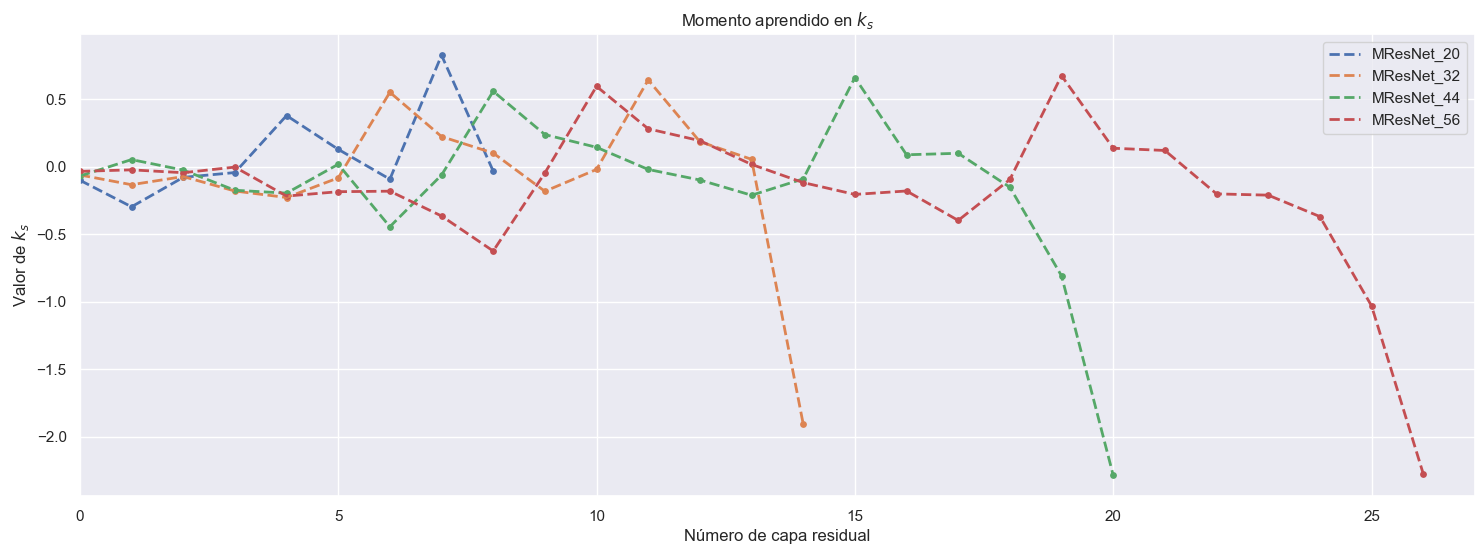 Momento aprendido en $k_s$
MResNet_20
MResNet_32
MResNet_44
MResNet_56
Valor de $k_s$
0.5
0.0
−0.5
−1.0
−1.5
−2.0
0 5 10 15 20 25
Número de capa residual